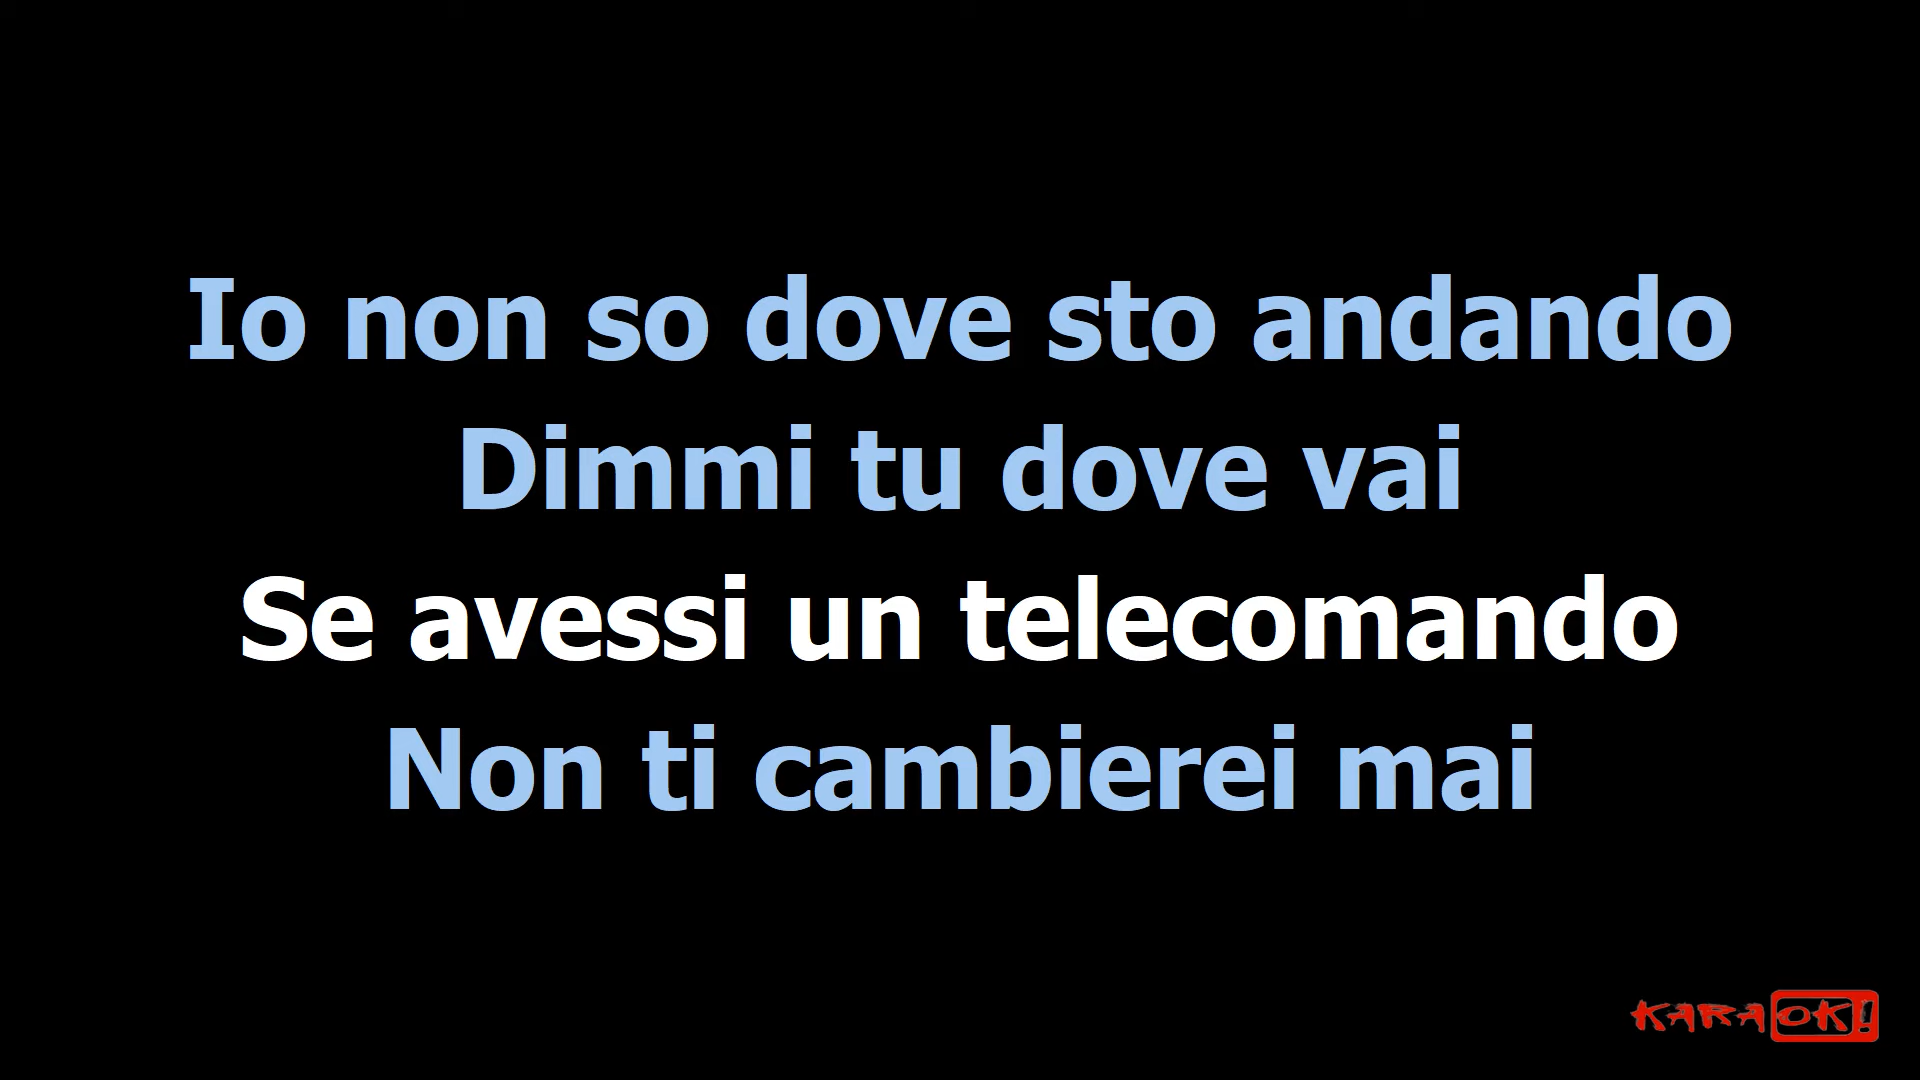 Io non so dove sto andando
Dimmi tu dove vai
Se avessi un telecomando
Non ti cambierei mai
KARAOK!